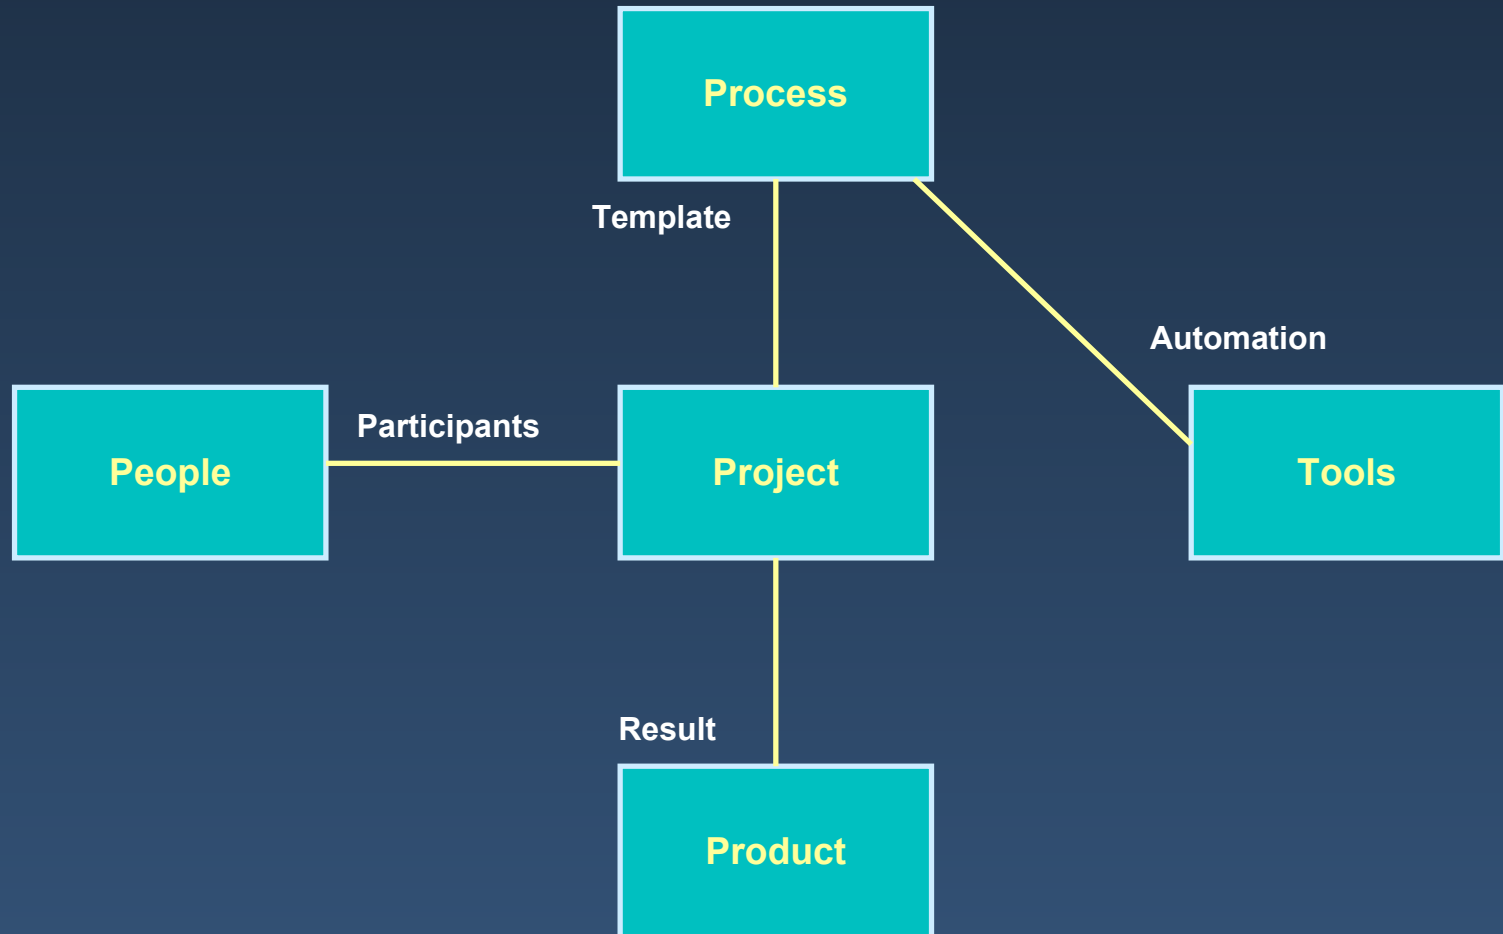 Process
Template
Automation
Participants
People
Project
Tools
Result
Product